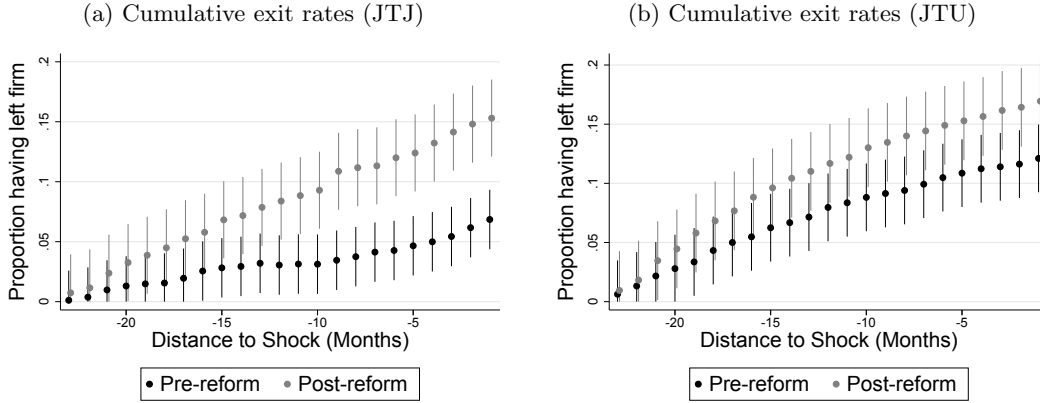 (a) Cumulative exit rates (JTJ)
Proportion having left firm
.2
.15
.1
.05
0
-20
-15
-10
-5
Distance to Shock (Months)
Pre-reform
Post-reform
(b) Cumulative exit rates (JTU)
Proportion having left firm
.2
.15
.1
.05
0
-20
-15
-10
-5
Distance to Shock (Months)
Pre-reform
Post-reform